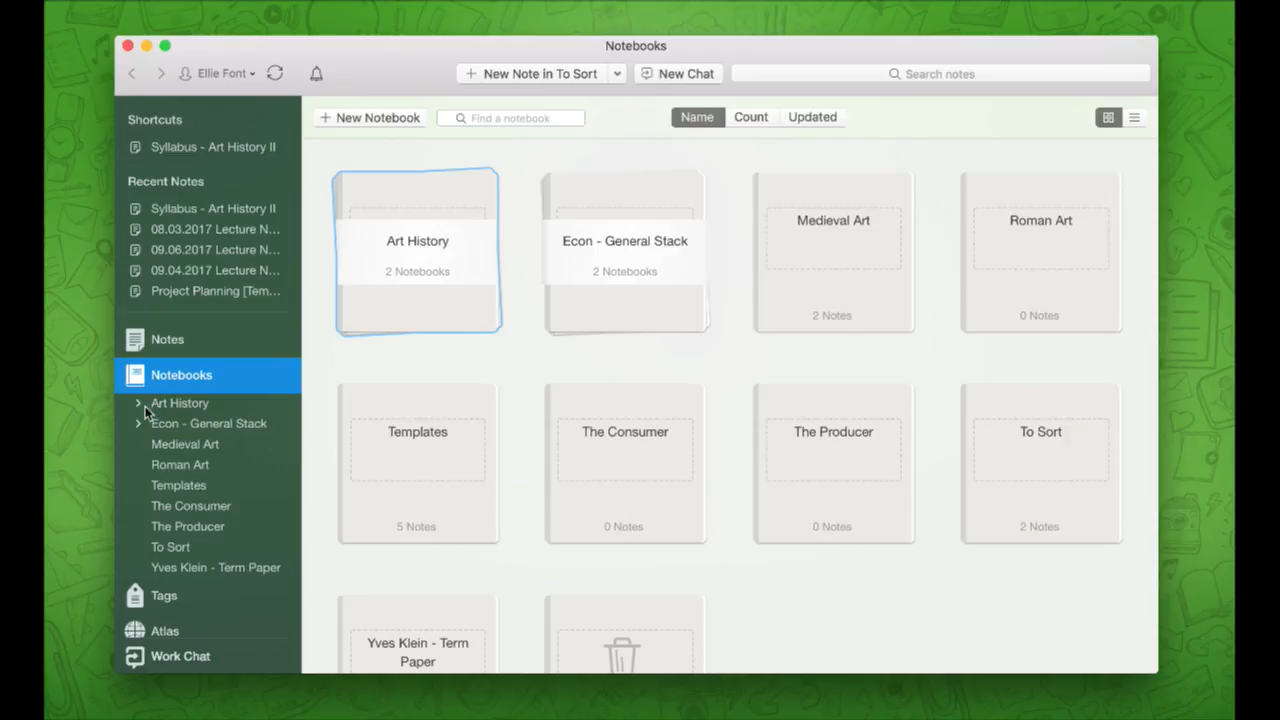 Notebooks
Ellie Font
New Note in To Sort
New Chat
Search notes
Shortcuts
Syllabus - Art History II
Recent Notes
Syllabus - Art History II
08.03.2017 Lecture N...
09.06.2017 Lecture N...
09.04.2017 Lecture N...
Project Planning [Tem...
Notes
Notebooks
Art History
Econ - General Stack
Medieval Art
Roman Art
Templates
The Consumer
The Producer
To Sort
Yves Klein - Term Paper
Tags
Atlas
Work Chat
+ New Notebook
Find a notebook
Name
Count
Updated
Art History
2 Notebooks
Econ - General Stack
2 Notebooks
Medieval Art
2 Notes
Roman Art
0 Notes
Templates
5 Notes
The Consumer
0 Notes
The Producer
0 Notes
To Sort
2 Notes
Yves Klein - Term
Paper